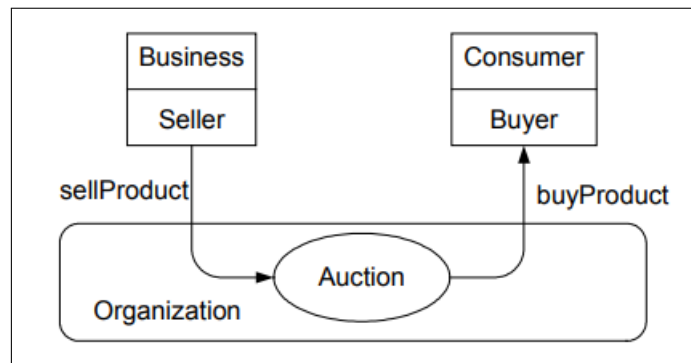 Business
Consumer
Seller
Buyer
sellProduct
buyProduct
Auction
Organization